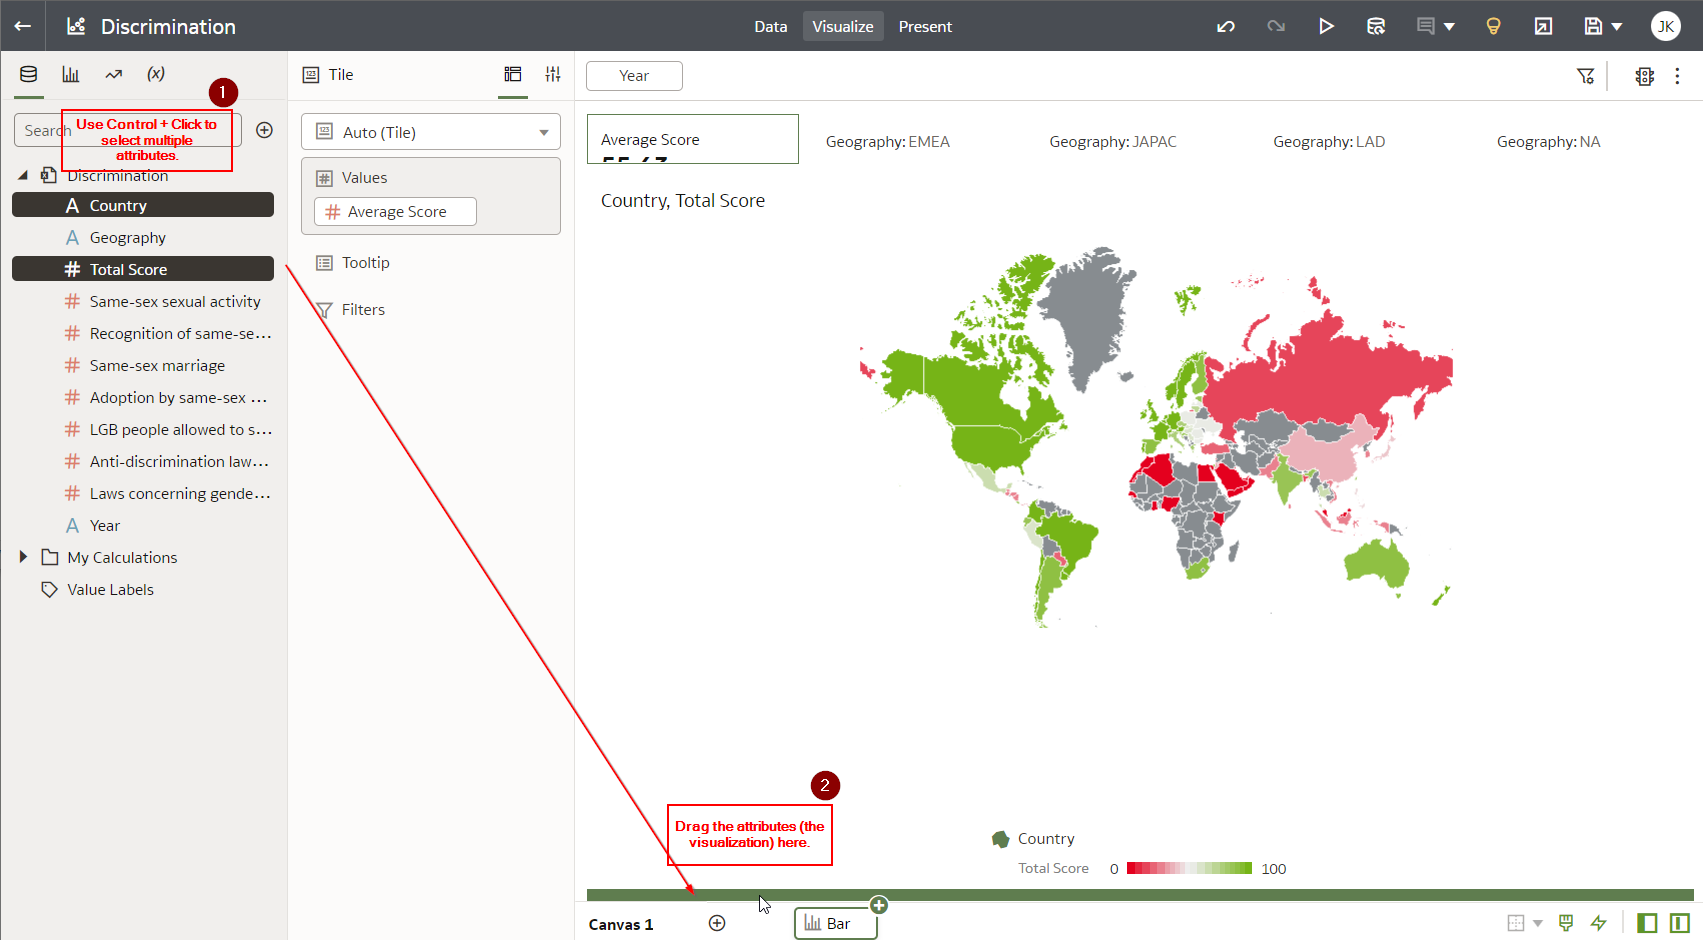 Discrimination
Data
Visualize
Present
JK
(x)
1
Search
Use Control + Click to
select multiple
attributes.
Discrimination
A Country
A Geography
# Total Score
# Same-sex sexual activity
# Recognition of same-se...
# Same-sex marriage
# Adoption by same-sex ...
# LGB people allowed to s...
# Anti-discrimination law...
# Laws concerning gende...
A Year
My Calculations
Value Labels
Tile
Auto (Tile)
Values
# Average Score
Tooltip
Filters
Year
Average Score
55.63
Geography: EMEA
Geography: JAPAC
Geography: LAD
Geography: NA
Country, Total Score
2
Drag the attributes (the
visualization) here.
Country
Total Score 0 100
Canvas 1
Bar